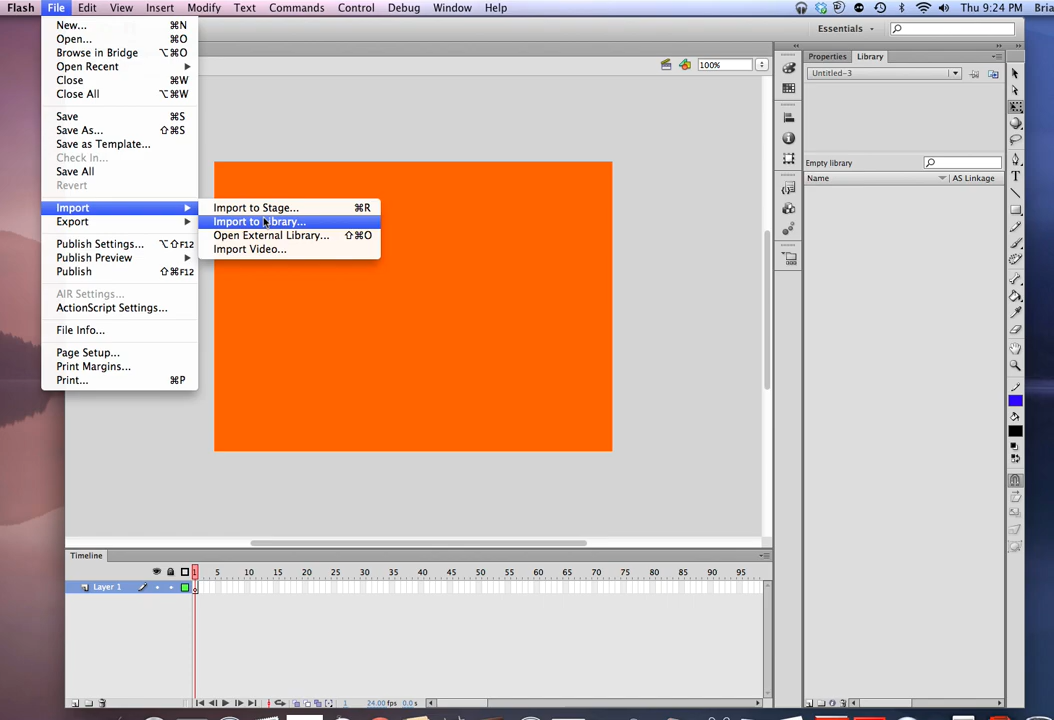 Flash File Edit View Insert Modify Text Commands Control Debug Window Help Thu 9:24 PM Bria
Essentials
New... ⌘N
Open... ⌘O
Browse in Bridge ⌥⌘O
Open Recent
Close ⌘W
Close All ⌥⌘W
Save ⌘S
Save As... ⇧⌘S
Save as Template...
Check In...
Save All
Revert
Import
Export
Publish Settings... ⌥⇧F12
Publish Preview
Publish ⇧⌘F12
AIR Settings...
ActionScript Settings...
File Info...
Page Setup...
Print Margins...
Print... ⌘P
Import to Stage... ⌘R
Import to Library...
Open External Library... ⇧⌘O
Import Video...
100%
Properties Library
Untitled-3
Empty library
Name AS Linkage
Timeline
1 5 10 15 20 25 30 35 40 45 50 55 60 65 70 75 80 85 90 95
Layer 1
1 24.00 fps 0.0 s